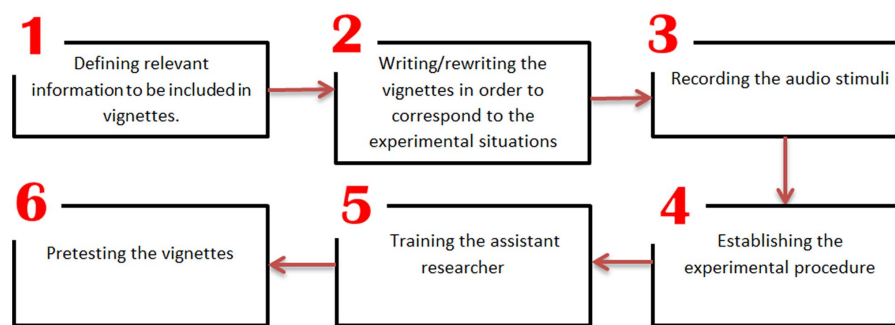 1
Defining relevant
information to be included in
vignettes.
2
Writing/rewriting the
vignettes in order to
correspond to the
experimental situations
3
Recording the audio stimuli
4
Establishing the
experimental procedure
5
Training the assistant
researcher
6
Pretesting the vignettes